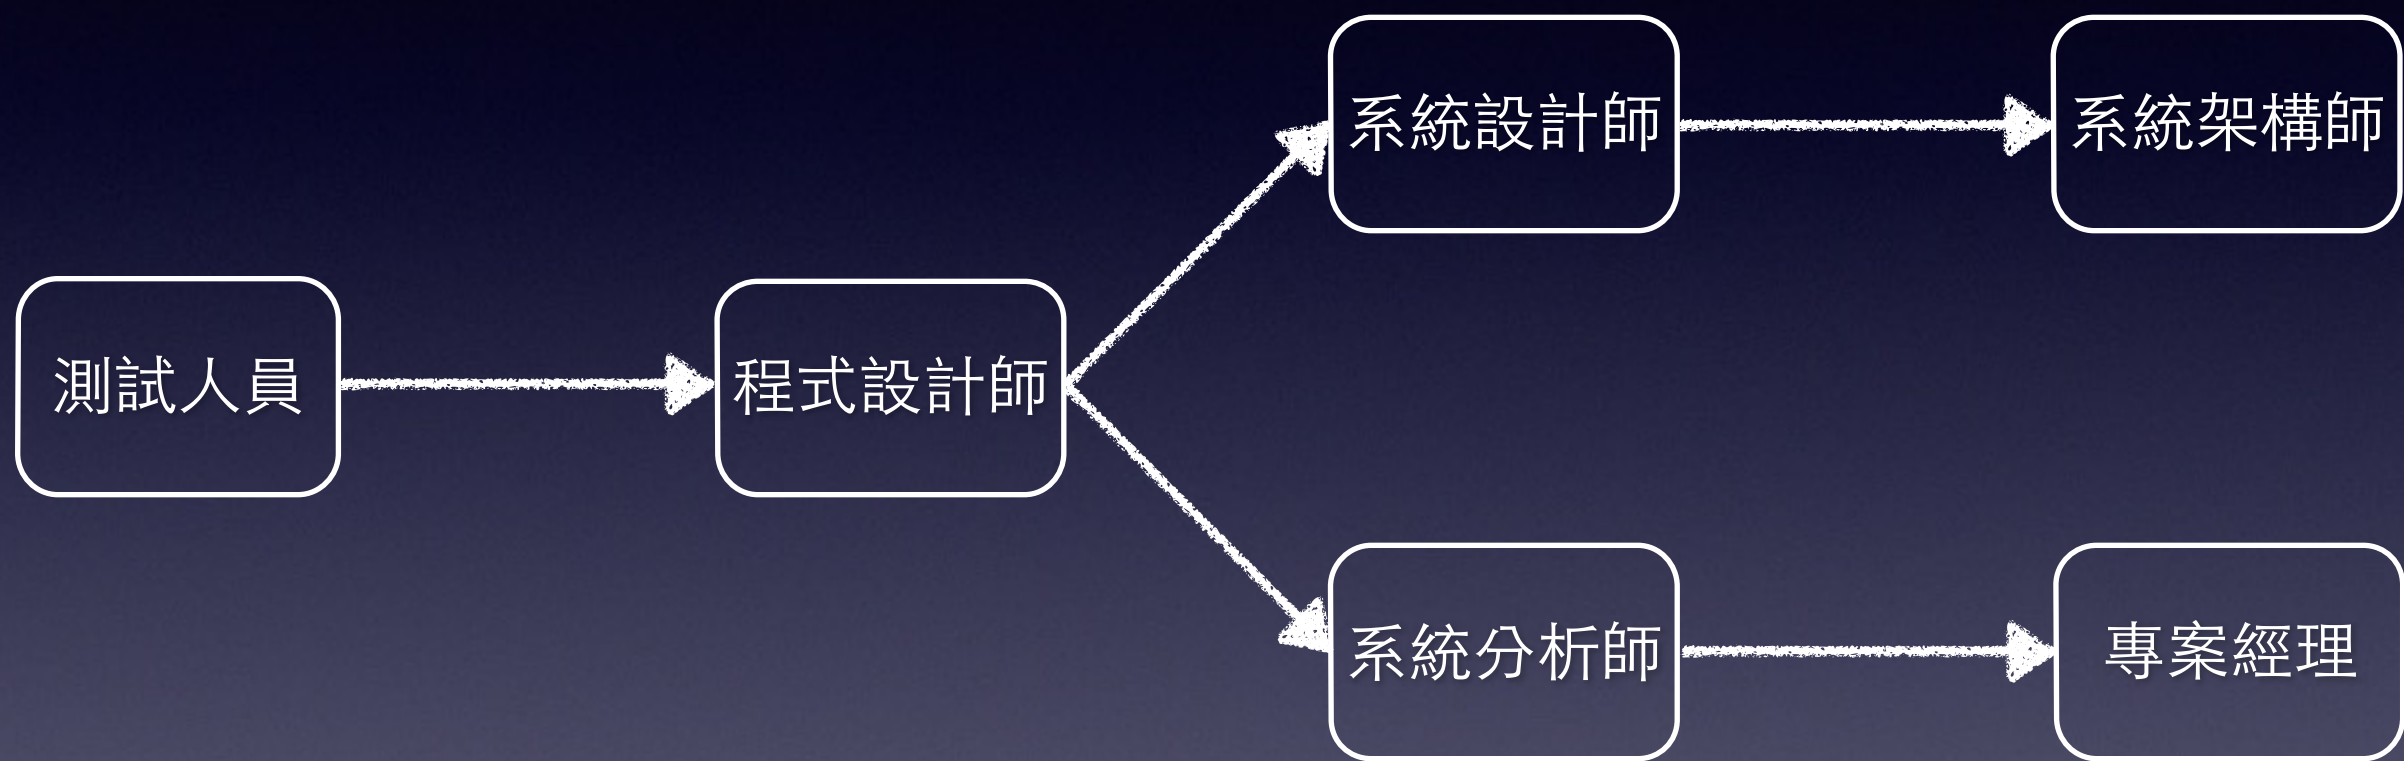 測試人員
程式設計師
系統設計師
系統架構師
系統分析師
專案經理